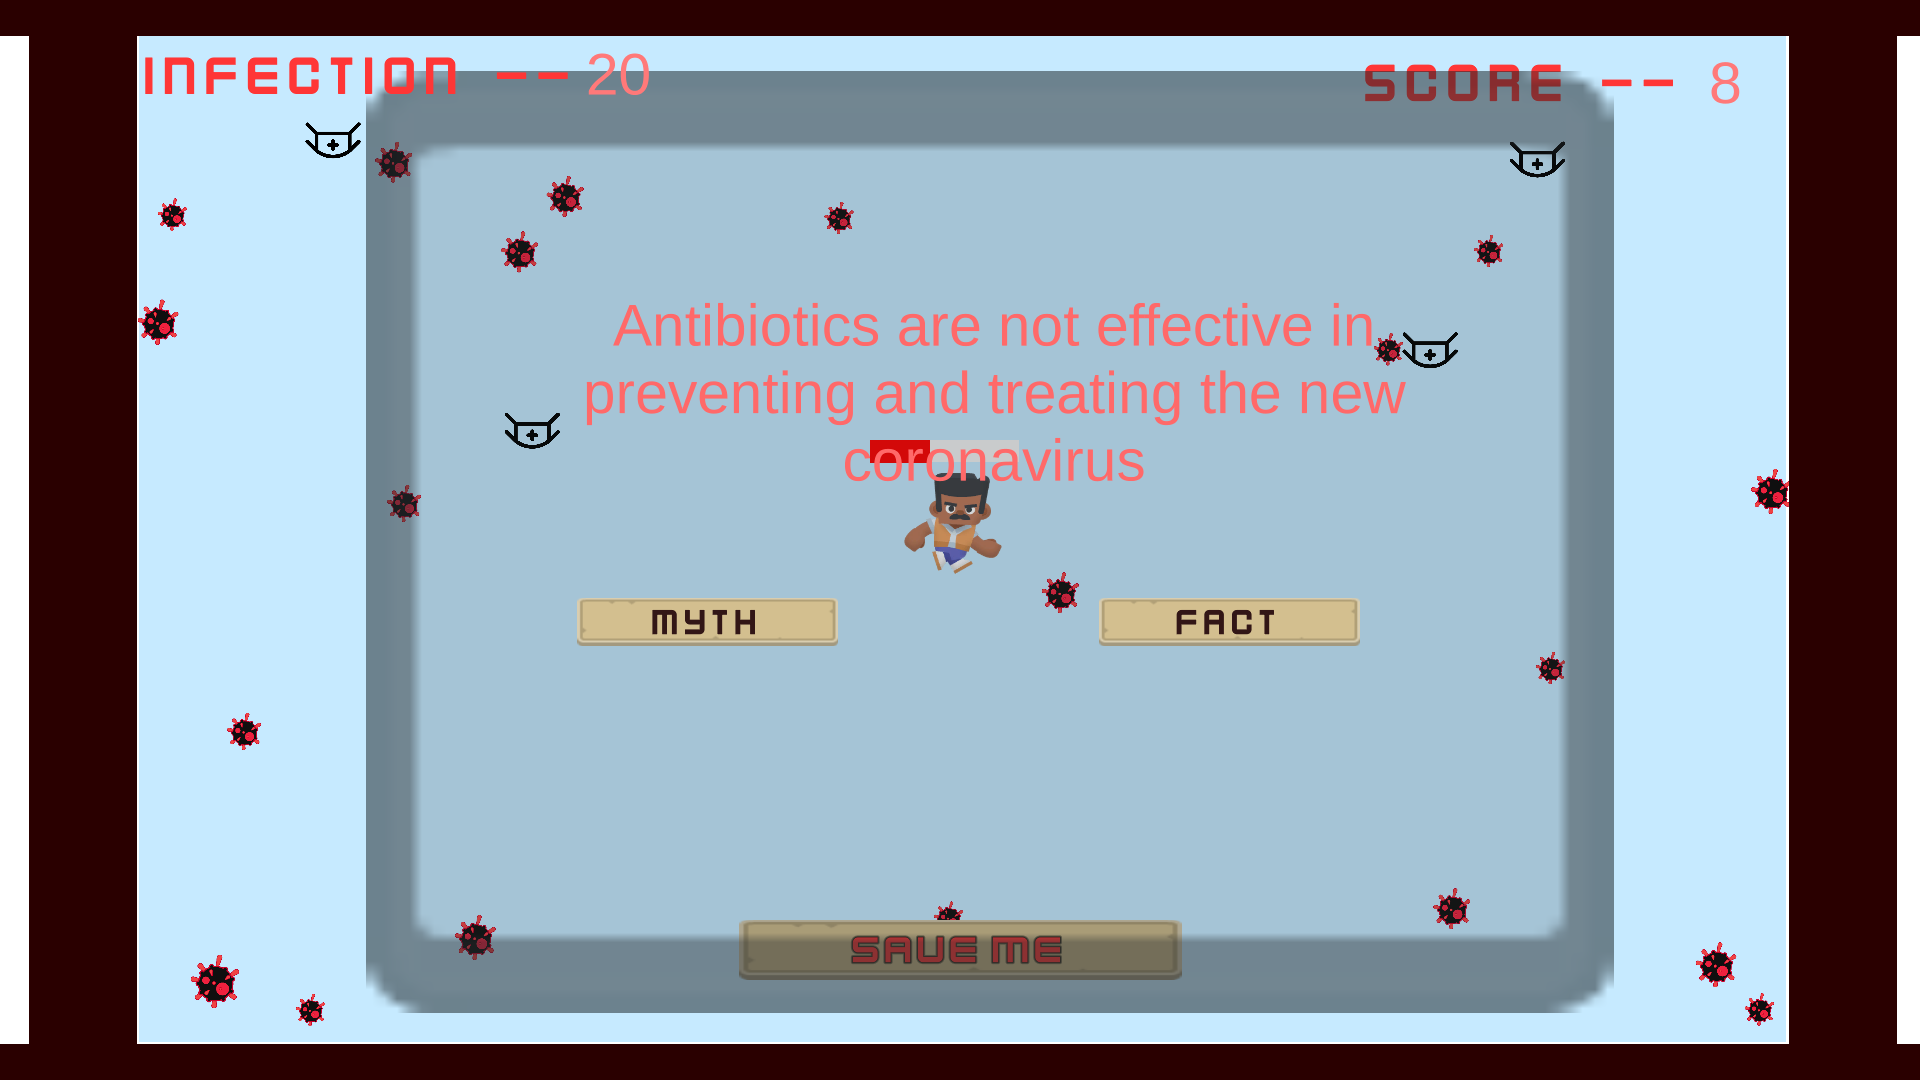 INFECTION -- 20
SCORE -- 8
Antibiotics are not effective in
preventing and treating the new
coronavirus
MYTH
FACT
SAVE ME